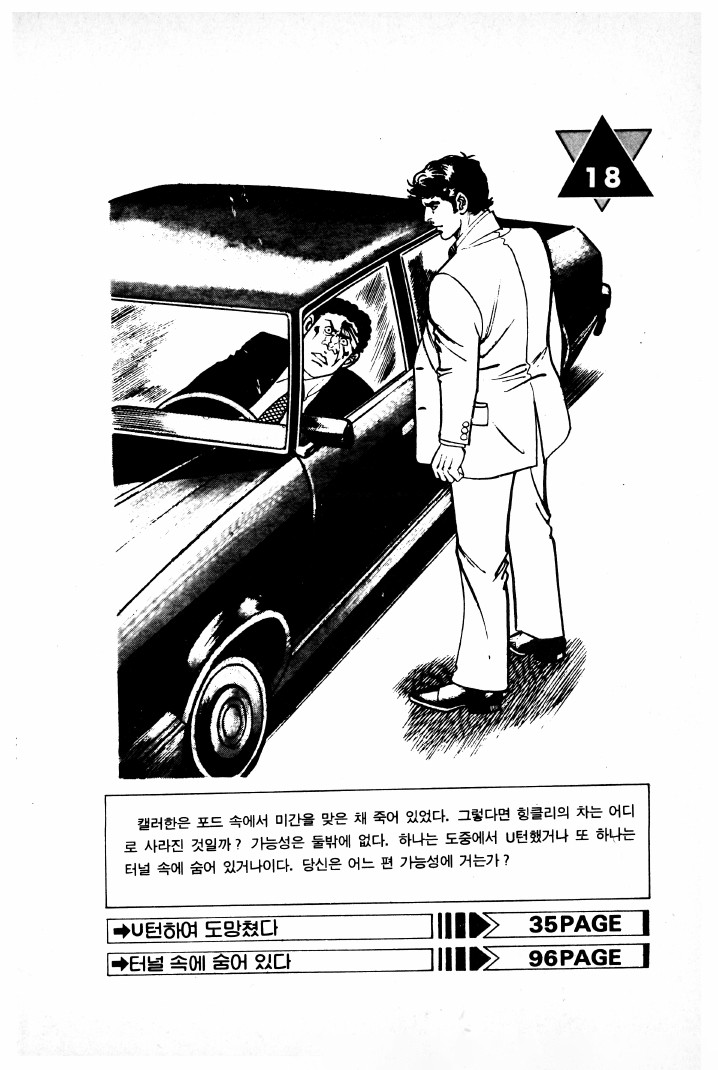 18
캘러한은 포드 속에서 미간을 맞은 채 죽어 있었다. 그렇다면 힝클리의 차는 어디
로 사라진 것일까? 가능성은 둘밖에 없다. 하나는 도중에서 U턴했거나 또 하나는
터널 속에 숨어 있거나이다. 당신은 어느 편 가능성에 거는가?
➡U턴하여 도망쳤다 35PAGE
➡터널 속에 숨어 있다 96PAGE